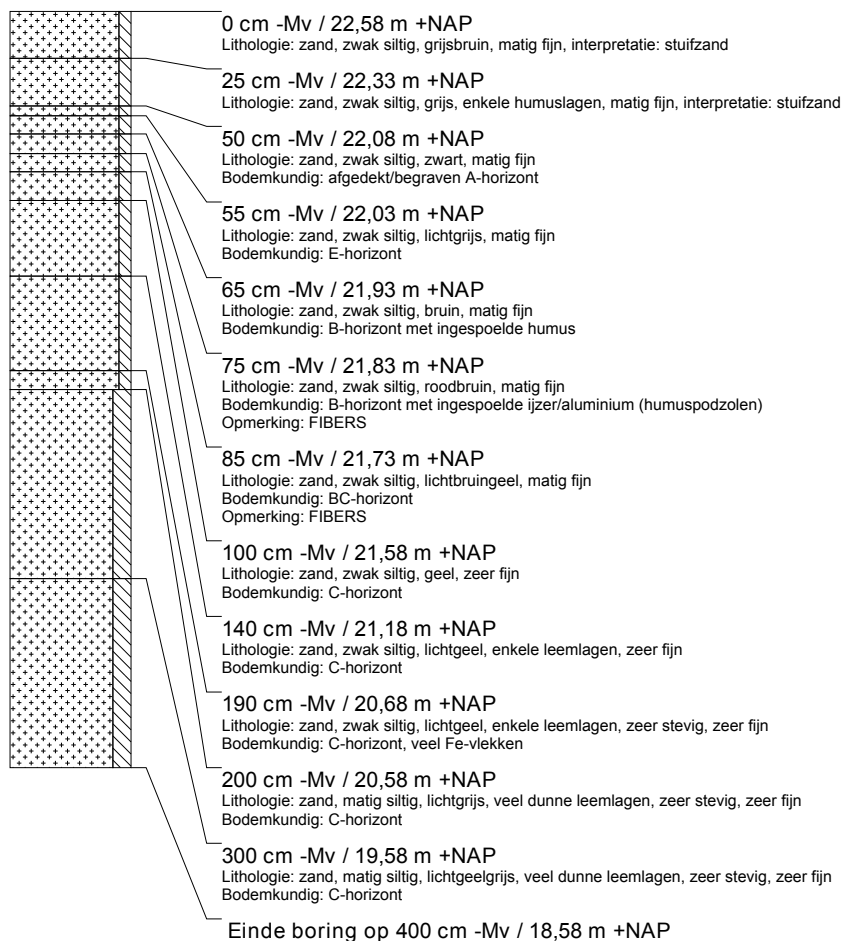 0 cm -Mv / 22,58 m +NAP
Lithologie: zand, zwak siltig, grijsbruin, matig fijn, interpretatie: stuifzand
25 cm -Mv / 22,33 m +NAP
Lithologie: zand, zwak siltig, grijs, enkele humuslagen, matig fijn, interpretatie: stuifzand
50 cm -Mv / 22,08 m +NAP
Lithologie: zand, zwak siltig, zwart, matig fijn
Bodemkundig: afgedekt/begraven A-horizont
55 cm -Mv / 22,03 m +NAP
Lithologie: zand, zwak siltig, lichtgrijs, matig fijn
Bodemkundig: E-horizont
65 cm -Mv / 21,93 m +NAP
Lithologie: zand, zwak siltig, bruin, matig fijn
Bodemkundig: B-horizont met ingespoelde humus
75 cm -Mv / 21,83 m +NAP
Lithologie: zand, zwak siltig, roodbruin, matig fijn
Bodemkundig: B-horizont met ingespoelde ijzer/aluminium (humuspodzolen)
Opmerking: FIBERS
85 cm -Mv / 21,73 m +NAP
Lithologie: zand, zwak siltig, lichtbruingeel, matig fijn
Bodemkundig: BC-horizont
Opmerking: FIBERS
100 cm -Mv / 21,58 m +NAP
Lithologie: zand, zwak siltig, geel, zeer fijn
Bodemkundig: C-horizont
140 cm -Mv / 21,18 m +NAP
Lithologie: zand, zwak siltig, lichtgeel, enkele leemlagen, zeer fijn
Bodemkundig: C-horizont
190 cm -Mv / 20,68 m +NAP
Lithologie: zand, zwak siltig, lichtgeel, enkele leemlagen, zeer stevig, zeer fijn
Bodemkundig: C-horizont, veel Fe-vlekken
200 cm -Mv / 20,58 m +NAP
Lithologie: zand, matig siltig, lichtgrijs, veel dunne leemlagen, zeer stevig, zeer fijn
Bodemkundig: C-horizont
300 cm -Mv / 19,58 m +NAP
Lithologie: zand, matig siltig, lichtgeelgrijs, veel dunne leemlagen, zeer stevig, zeer fijn
Bodemkundig: C-horizont
Einde boring op 400 cm -Mv / 18,58 m +NAP